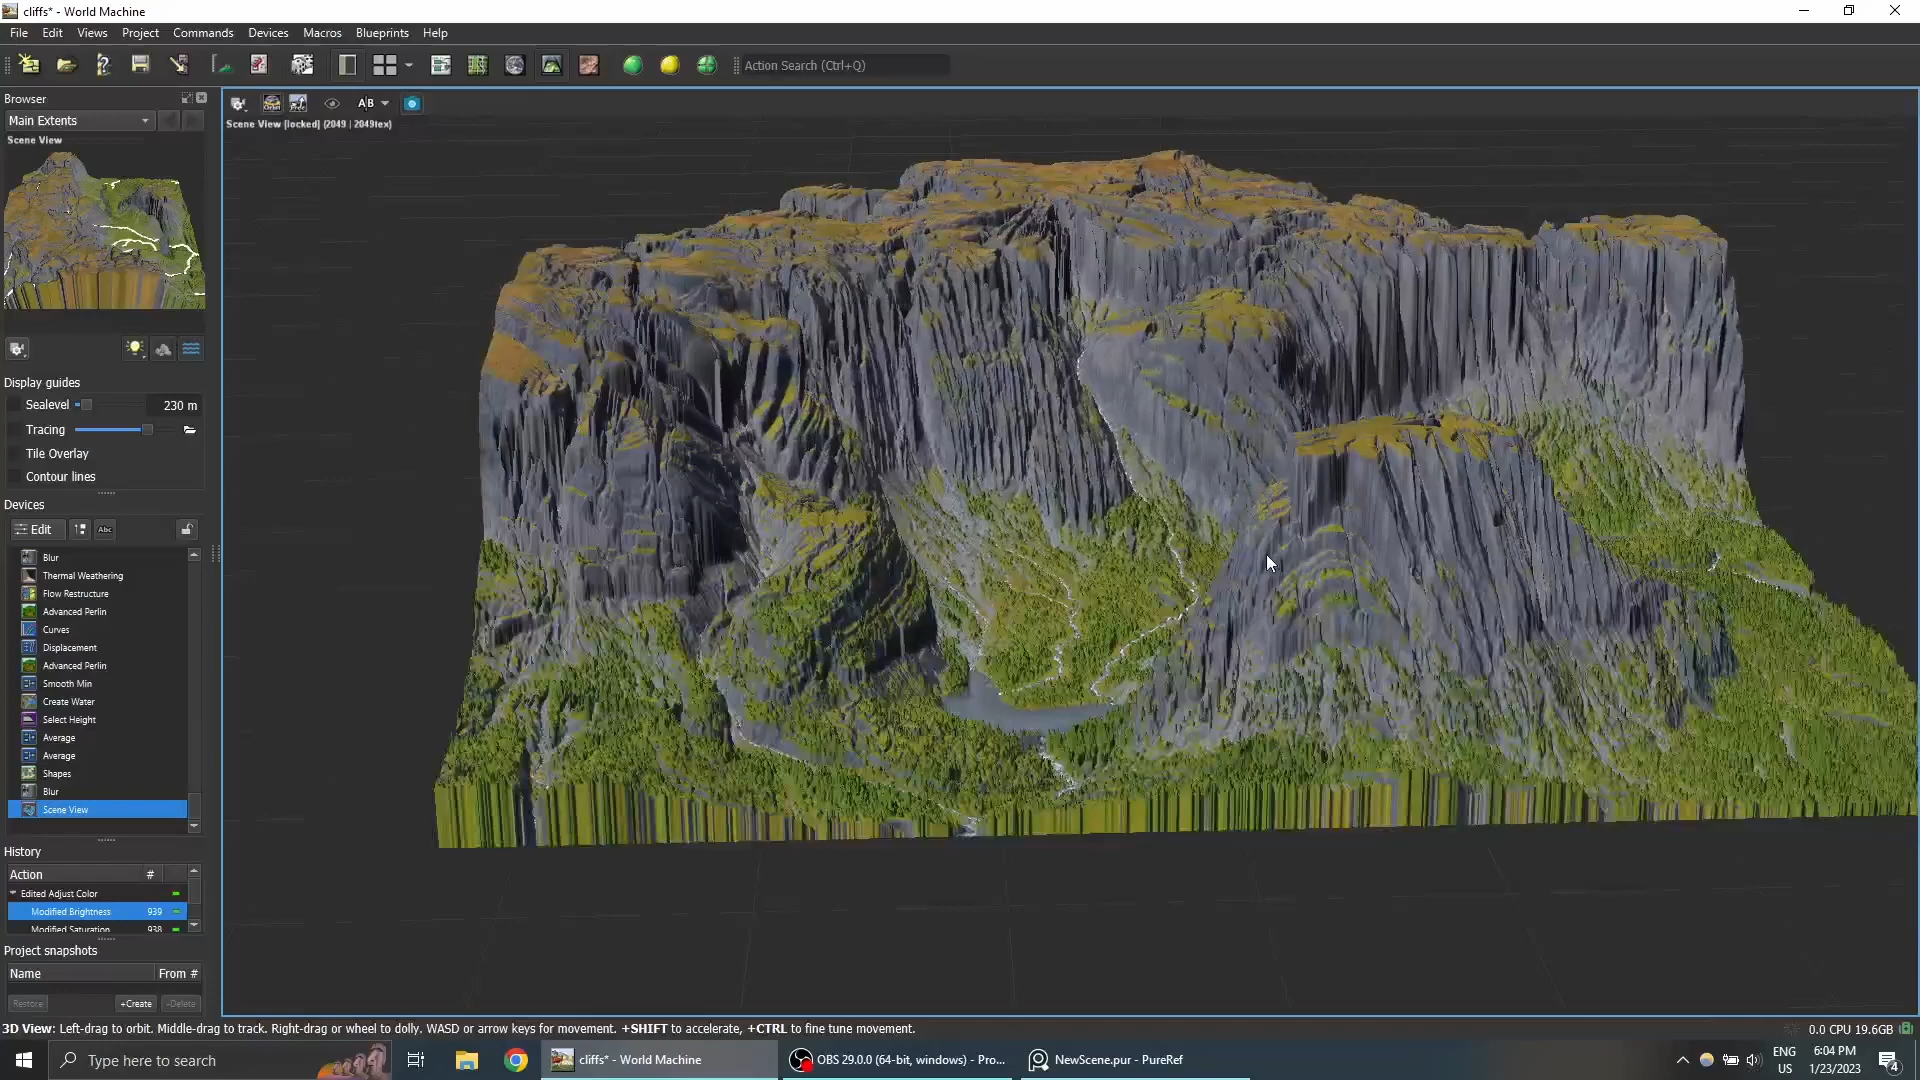 cliffs* - World Machine
File Edit Views Project Commands Devices Macros Blueprints Help
Action Search (Ctrl+Q)
Browser
Main Extents
Scene View
A|B
Scene View [locked] (2049 | 2049tex)
Display guides
Sealevel 230 m
Tracing
Tile Overlay
Contour lines
Devices
Edit Abc
Blur
Thermal Weathering
Flow Restructure
Advanced Perlin
Curves
Displacement
Advanced Perlin
Smooth Min
Create Water
Select Height
Average
Average
Shapes
Blur
Scene View
History
Action #
Edited Adjust Color
Modified Brightness 939
Modified Saturation 938
Project snapshots
Name From #
Restore +Create -Delete
3D View: Left-drag to orbit. Middle-drag to track. Right-drag or wheel to dolly. WASD or arrow keys for movement. +SHIFT to accelerate, +CTRL to fine tune movement.
0.0 CPU 19.6GB
Type here to search
cliffs* - World Machine
OBS 29.0.0 (64-bit, windows) - Pro...
NewScene.pur - PureRef
ENG
US
6:04 PM
1/23/2023
4